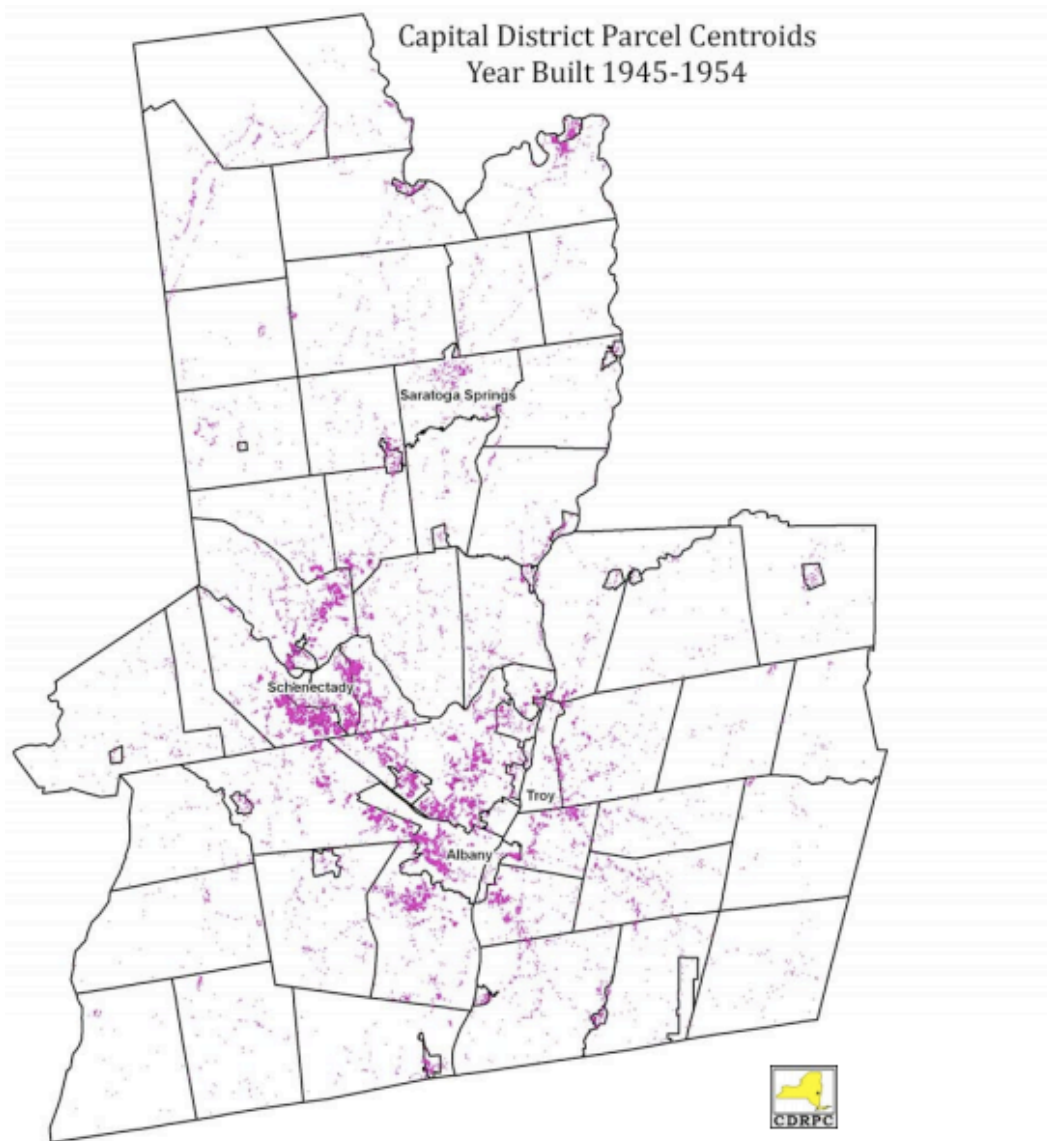 Capital District Parcel Centroids
Year Built 1945-1954
Saratoga Springs
Schenectady
Troy
Albany
CDRPC